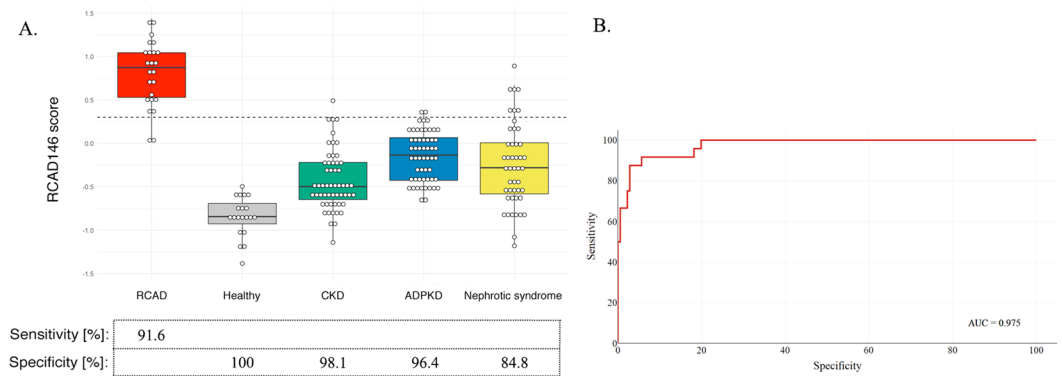 A.
RCAD146 score
1.5
1.0
0.5
0.0
-0.5
-1.0
-1.5
RCAD Healthy CKD ADPKD Nephrotic syndrome
Sensitivity [%]: 91.6
Specificity [%]: 100 98.1 96.4 84.8
B.
Sensitivity
100
80
60
40
20
0
0 20 40 60 80 100
AUC = 0.975
Specificity